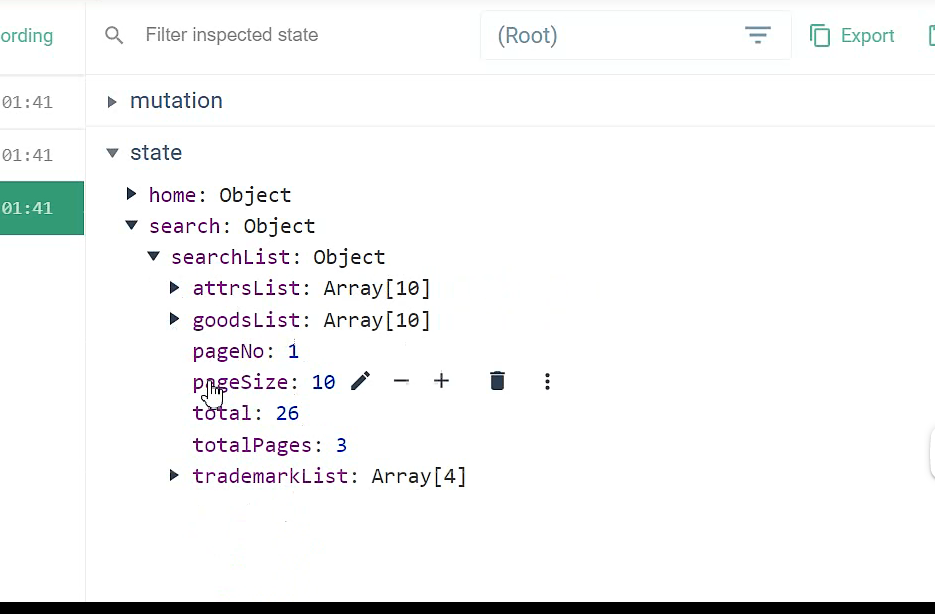 ording
Filter inspected state
(Root)
Export
01:41
mutation
01:41
state
01:41
home: Object
search: Object
searchList: Object
attrsList: Array[10]
goodsList: Array[10]
pageNo: 1
pageSize: 10
total: 26
totalPages: 3
trademarkList: Array[4]